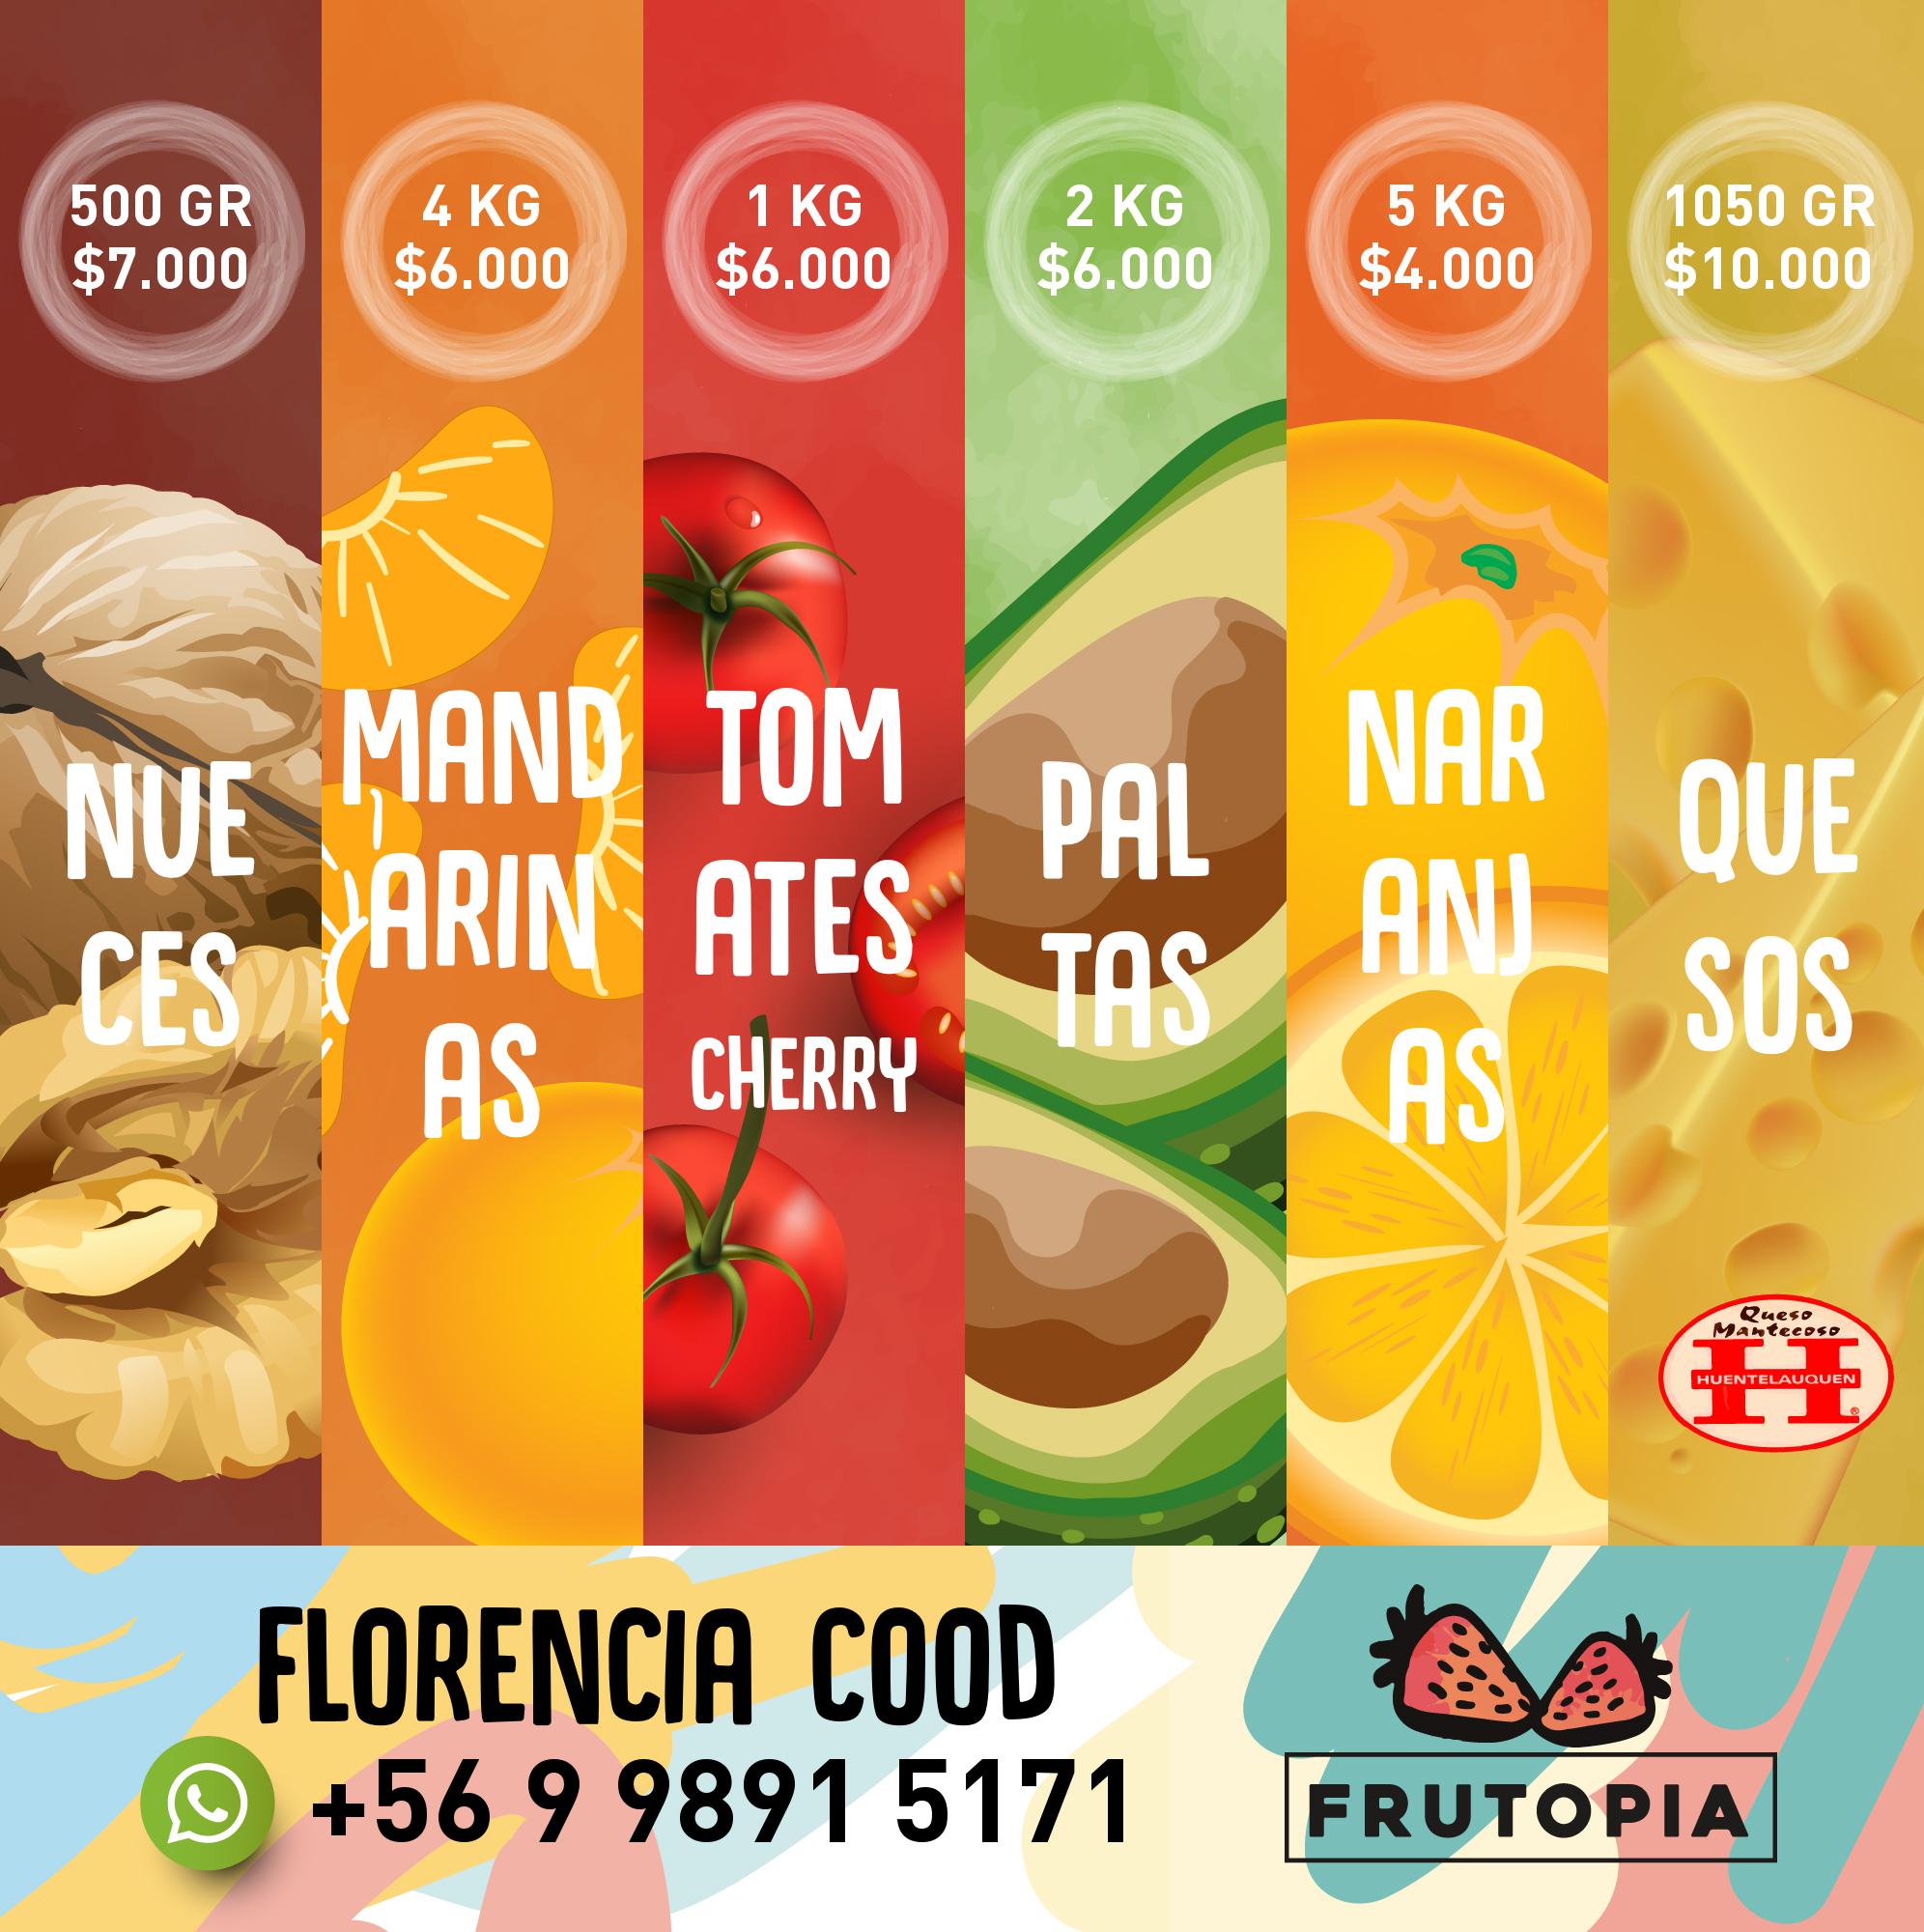 500 GR
$7.000
NUE
CES
4 KG
$6.000
MAND
ARIN
AS
1 KG
$6.000
TOM
ATES
CHERRY
2 KG
$6.000
PAL
TAS
5 KG
$4.000
NAR
ANJ
AS
1050 GR
$10.000
QUE
SOS
Queso
Mantecoso
H
HUENTELAUQUEN
®
FLORENCIA COOD
+56 9 9891 5171
FRUTOPIA